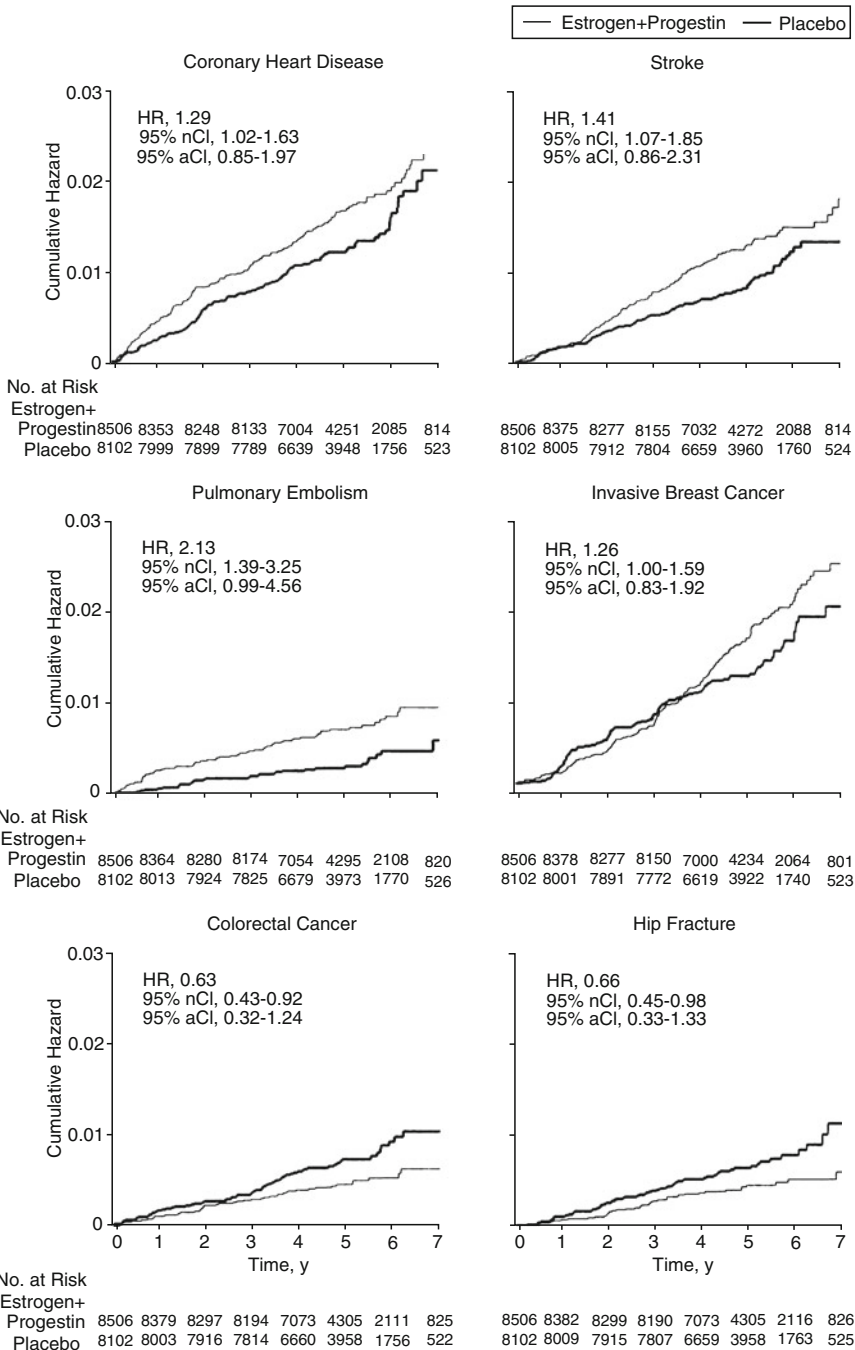 Estrogen+Progestin Placebo
Coronary Heart Disease
Stroke
Cumulative Hazard
0.03
0.02
0.01
0
HR, 1.29
95% nCI, 1.02-1.63
95% aCI, 0.85-1.97
HR, 1.41
95% nCI, 1.07-1.85
95% aCI, 0.86-2.31
No. at Risk
Estrogen+
Progestin 8506 8353 8248 8133 7004 4251 2085 814
Placebo 8102 7999 7899 7789 6639 3948 1756 523
8506 8375 8277 8155 7032 4272 2088 814
8102 8005 7912 7804 6659 3960 1760 524
Pulmonary Embolism
Invasive Breast Cancer
Cumulative Hazard
0.03
0.02
0.01
0
HR, 2.13
95% nCI, 1.39-3.25
95% aCI, 0.99-4.56
HR, 1.26
95% nCI, 1.00-1.59
95% aCI, 0.83-1.92
No. at Risk
Estrogen+
Progestin 8506 8364 8280 8174 7054 4295 2108 820
Placebo 8102 8013 7924 7825 6679 3973 1770 526
8506 8378 8277 8150 7000 4234 2064 801
8102 8001 7891 7772 6619 3922 1740 523
Colorectal Cancer
Hip Fracture
Cumulative Hazard
0.03
0.02
0.01
0
HR, 0.63
95% nCI, 0.43-0.92
95% aCI, 0.32-1.24
HR, 0.66
95% nCI, 0.45-0.98
95% aCI, 0.33-1.33
0 1 2 3 4 5 6 7
Time, y
0 1 2 3 4 5 6 7
Time, y
No. at Risk
Estrogen+
Progestin 8506 8379 8297 8194 7073 4305 2111 825
Placebo 8102 8003 7916 7814 6660 3958 1756 522
8506 8382 8299 8190 7073 4305 2116 826
8102 8009 7915 7807 6659 3958 1763 525